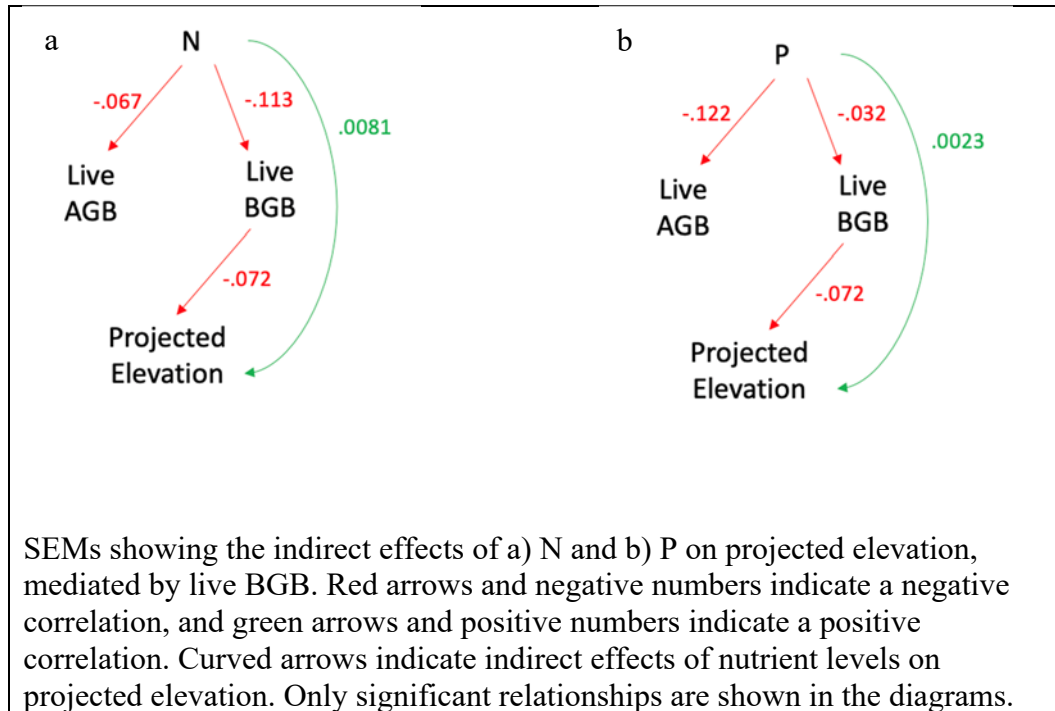 a
N
-.067
-.113
.0081
Live
AGB
Live
BGB
-.072
Projected
Elevation
b
P
-.122
-.032
.0023
Live
AGB
Live
BGB
-.072
Projected
Elevation
SEMs showing the indirect effects of a) N and b) P on projected elevation,
mediated by live BGB. Red arrows and negative numbers indicate a negative
correlation, and green arrows and positive numbers indicate a positive
correlation. Curved arrows indicate indirect effects of nutrient levels on
projected elevation. Only significant relationships are shown in the diagrams.